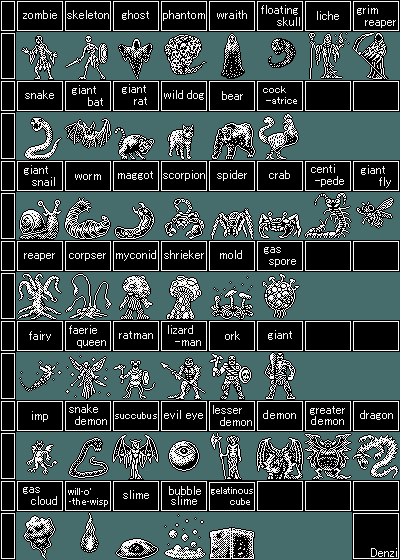 zombie skeleton ghost phantom wraith floating skull liche grim reaper
snake giant bat giant rat wild dog bear cock-atrice
giant snail worm maggot scorpion spider crab centi-pede giant fly
reaper corpser myconid shrieker mold gas spore
fairy faerie queen ratman lizard-man ork giant
imp snake demon succubus evil eye lesser demon demon greater demon dragon
gas cloud will-o'-the-wisp slime bubble slime gelatinous cube
Denzi